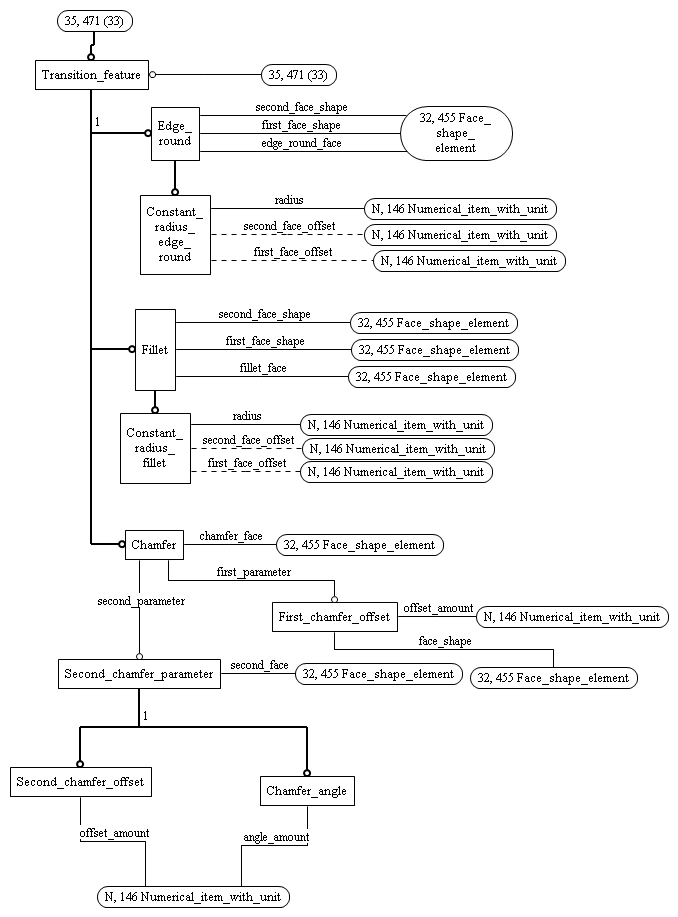 35, 471 (33)
Transition_feature
35, 471 (33)
1
Edge_
round
second_face_shape
first_face_shape
edge_round_face
32, 455 Face_
shape_
element
Constant_
radius_
edge_
round
radius
N, 146 Numerical_item_with_unit
second_face_offset
N, 146 Numerical_item_with_unit
first_face_offset
N, 146 Numerical_item_with_unit
Fillet
second_face_shape
32, 455 Face_shape_element
first_face_shape
32, 455 Face_shape_element
fillet_face
32, 455 Face_shape_element
Constant_
radius_
fillet
radius
N, 146 Numerical_item_with_unit
second_face_offset
N, 146 Numerical_item_with_unit
first_face_offset
N, 146 Numerical_item_with_unit
Chamfer
chamfer_face
32, 455 Face_shape_element
first_parameter
second_parameter
First_chamfer_offset
offset_amount
N, 146 Numerical_item_with_unit
face_shape
32, 455 Face_shape_element
Second_chamfer_parameter
second_face
32, 455 Face_shape_element
1
Second_chamfer_offset
Chamfer_angle
offset_amount
angle_amount
N, 146 Numerical_item_with_unit